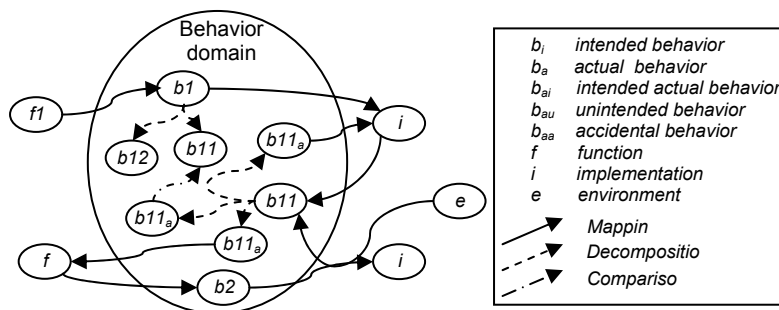 Behavior
domain
b1
f1
i
b12
b11
b11a
b11a
b11
e
b11a
f
b2
i
bi intended behavior
ba actual behavior
bai intended actual behavior
bau unintended behavior
baa accidental behavior
f function
i implementation
e environment
Mappin
Decompositio
Compariso